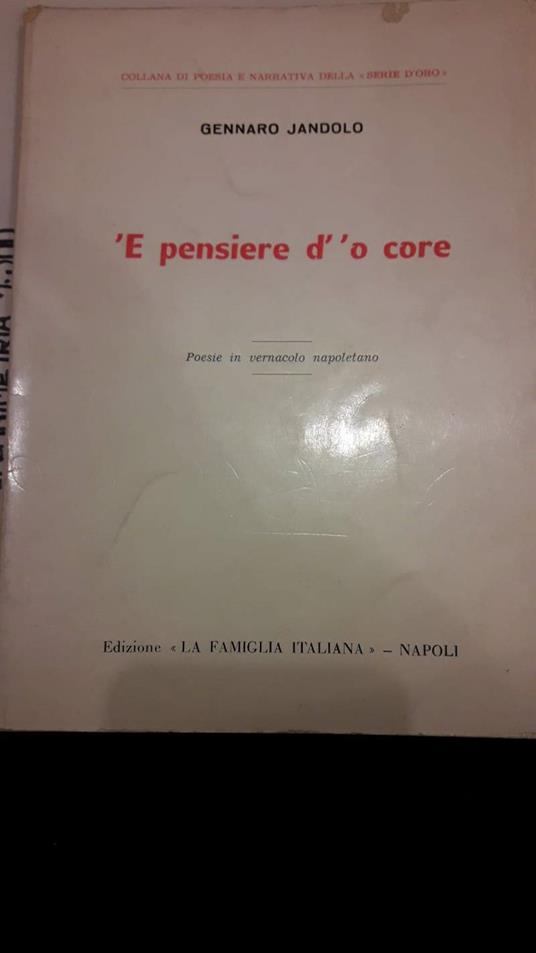 COLLANA DI POESIA E NARRATIVA DELLA «SERIE D'ORO»
GENNARO JANDOLO
'E pensiere d' 'o core
Poesie in vernacolo napoletano
Edizione «LA FAMIGLIA ITALIANA» – NAPOLI